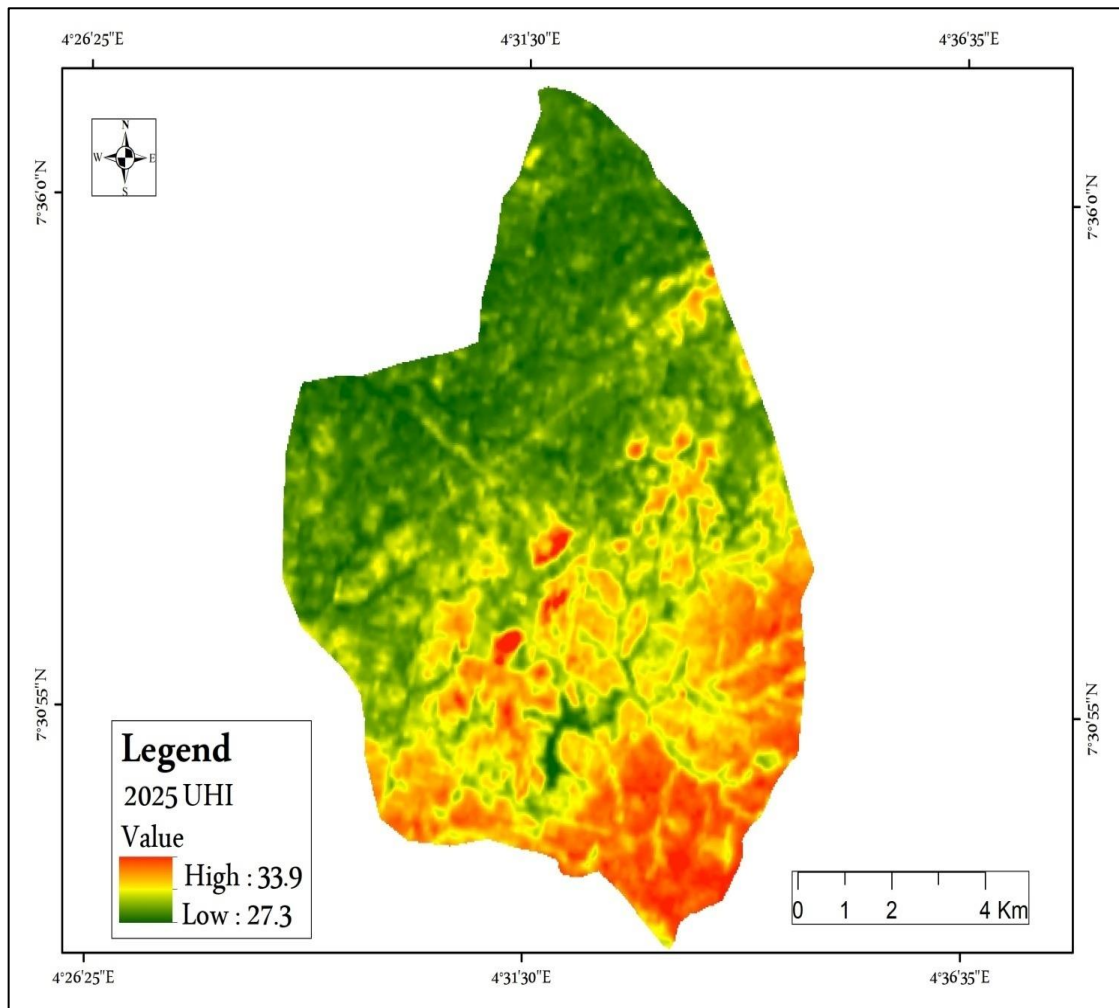 4°26'25"E 4°31'30"E 4°36'35"E
N
W E
S
7°36'0"N 7°36'0"N
7°30'55"N 7°30'55"N
Legend
2025 UHI
Value
High : 33.9
Low : 27.3
0 1 2 4 Km
4°26'25"E 4°31'30"E 4°36'35"E